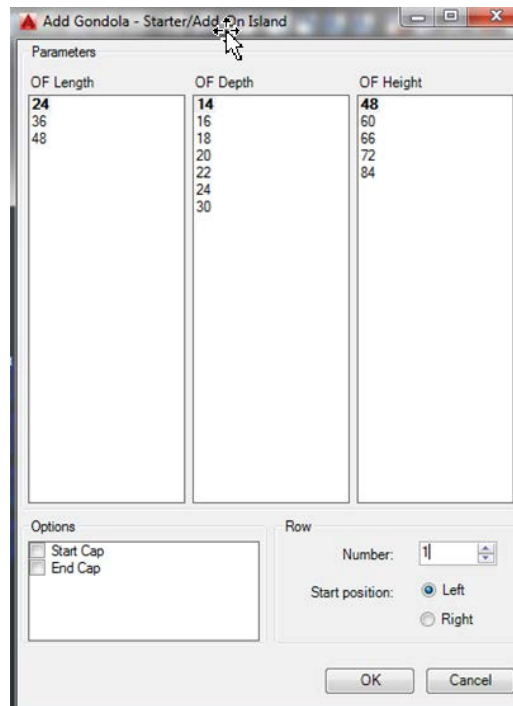 Add Gondola - Starter/Add On Island
Parameters
OF Length
OF Depth
OF Height
24
36
48
14
16
18
20
22
24
30
48
60
66
72
84
Options
Start Cap
End Cap
Row
Number: 1
Start position: Left
Right
OK
Cancel